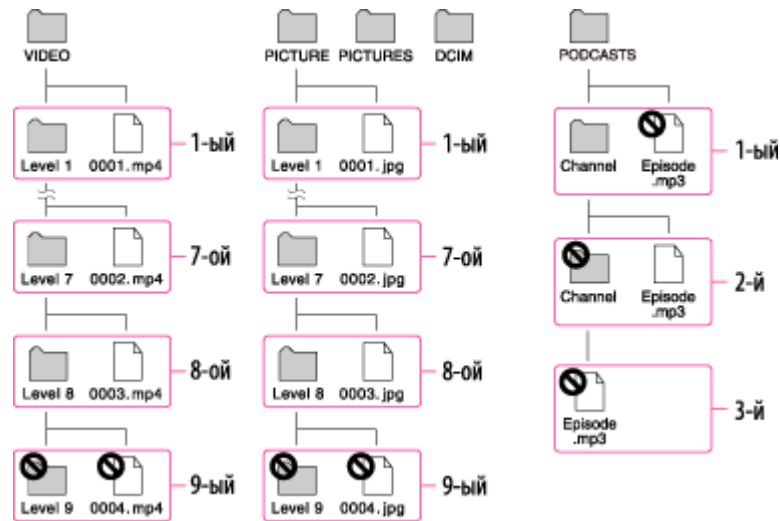 VIDEO
PICTURE PICTURES DCIM
PODCASTS
Level 1 0001.mp4
1-ый
Level 1 0001.jpg
1-ый
Channel Episode
.mp3
1-ый
Level 7 0002.mp4
7-ой
Level 7 0002.jpg
7-ой
Channel Episode
.mp3
2-й
Level 8 0003.mp4
8-ой
Level 8 0003.jpg
8-ой
Episode
.mp3
3-й
Level 9 0004.mp4
9-ый
Level 9 0004.jpg
9-ый